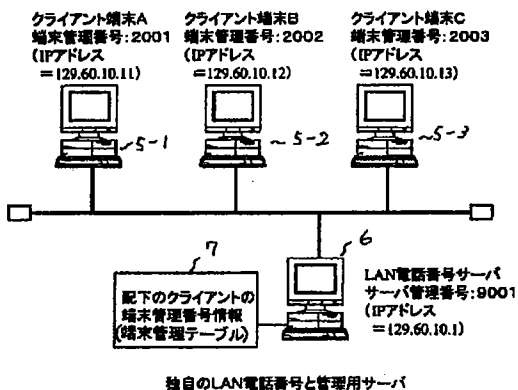 クライアント端末A
端末管理番号:2001
(IPアドレス
=129.60.10.11)
クライアント端末B
端末管理番号:2002
(IPアドレス
=129.60.10.12)
クライアント端末C
端末管理番号:2003
(IPアドレス
=129.60.10.13)
5-1
5-2
5-3
7
6
配下のクライアントの
端末管理番号情報
(端末管理テーブル)
LAN電話番号サーバ
サーバ管理番号:9001
(IPアドレス
=129.60.10.1)
独自のLAN電話番号と管理用サーバ